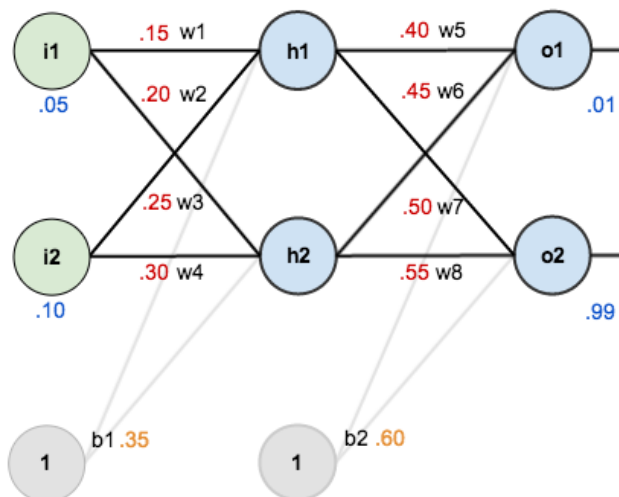 i1 .15 w1 h1 .40 w5 o1
.05 .20 w2 .45 w6 .01
.25 w3 .50 w7
i2 .30 w4 h2 .55 w8 o2
.10 .99
1 b1 .35 1 b2 .60